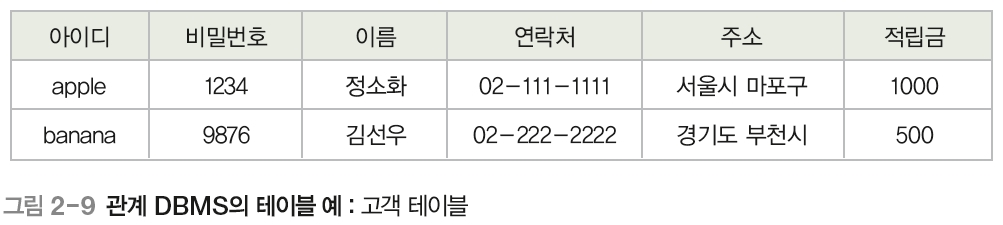 아이디 비밀번호 이름 연락처 주소 적립금
apple 1234 정소화 02-111-1111 서울시 마포구 1000
banana 9876 김선우 02-222-2222 경기도 부천시 500
그림 2-9 관계 DBMS의 테이블 예 : 고객 테이블